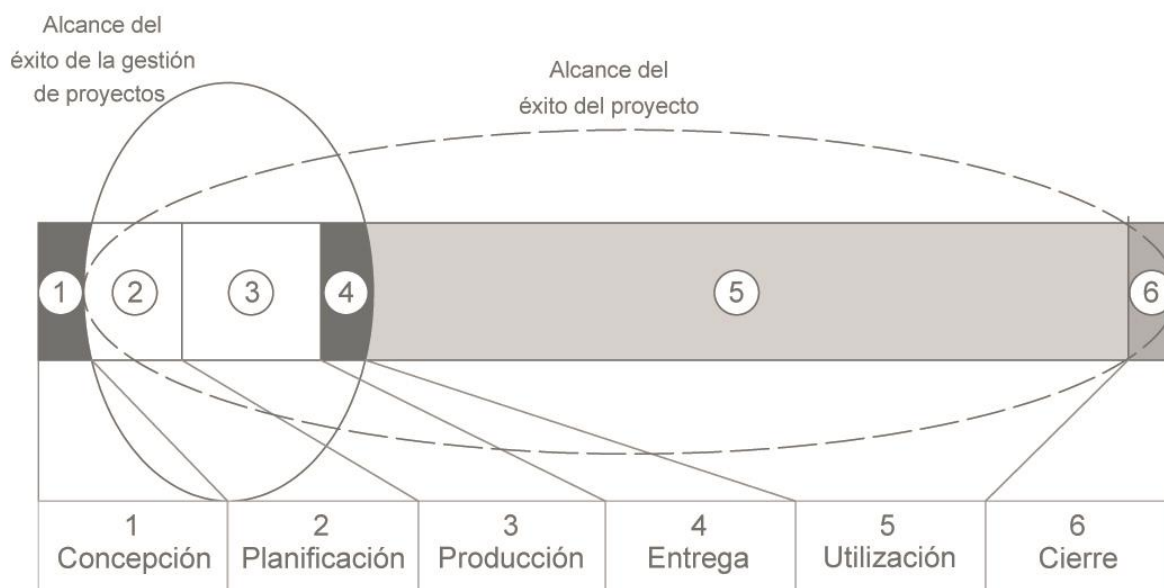 Alcance del
éxito de la gestión
de proyectos
Alcance del
éxito del proyecto
1
2
3
4
5
6
1
Concepción
2
Planificación
3
Producción
4
Entrega
5
Utilización
6
Cierre